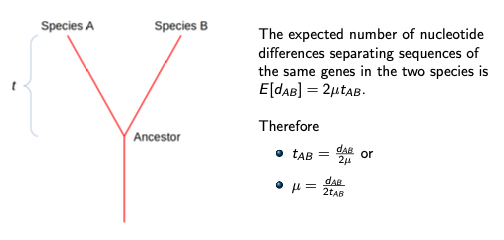 Species A
Species B
t
Ancestor
The expected number of nucleotide
differences separating sequences of
the same genes in the two species is
E[d_AB] = 2μt_AB.
Therefore
t_AB = d_AB/2μ or
μ = d_AB/2t_AB